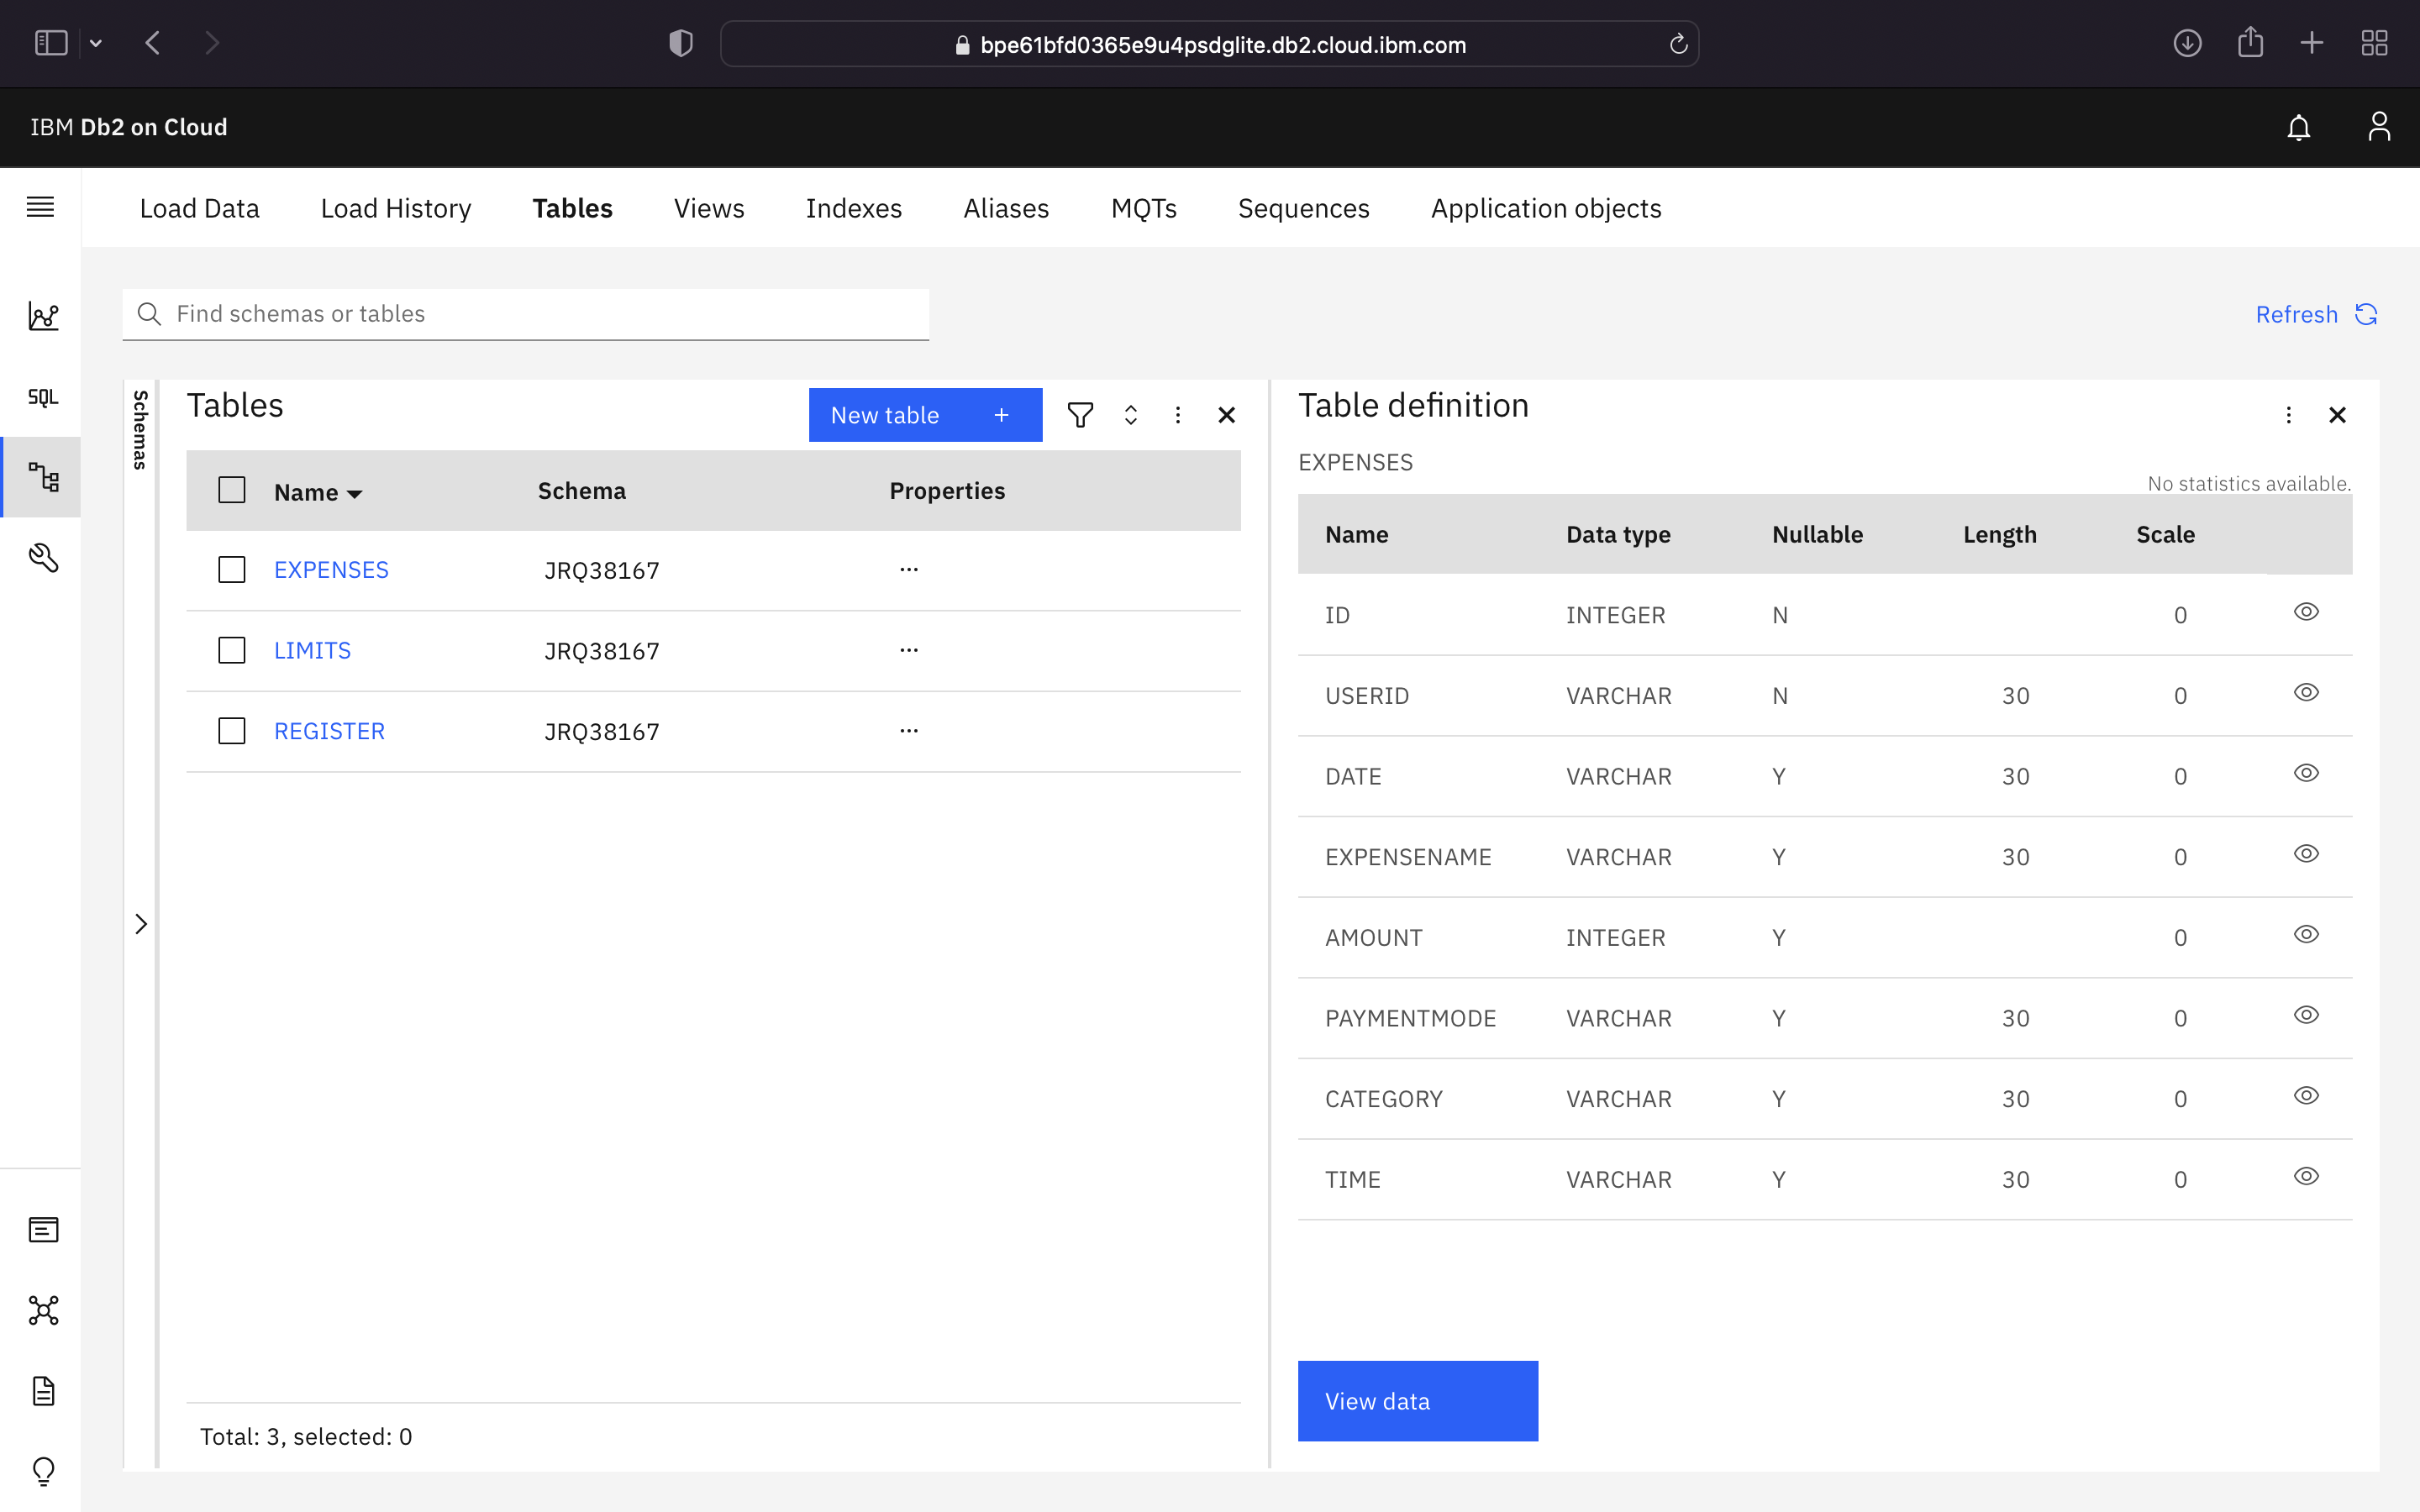 bpe61bfd0365e9u4psdglite.db2.cloud.ibm.com
IBM Db2 on Cloud
Load Data Load History Tables Views Indexes Aliases MQTs Sequences Application objects
Find schemas or tables
Refresh
SQL
Schemas
Tables
New table +
Name Schema Properties
EXPENSES JRQ38167 ...
LIMITS JRQ38167 ...
REGISTER JRQ38167 ...
Total: 3, selected: 0
Table definition
EXPENSES
No statistics available.
Name Data type Nullable Length Scale
ID INTEGER N 0
USERID VARCHAR N 30 0
DATE VARCHAR Y 30 0
EXPENSENAME VARCHAR Y 30 0
AMOUNT INTEGER Y 0
PAYMENTMODE VARCHAR Y 30 0
CATEGORY VARCHAR Y 30 0
TIME VARCHAR Y 30 0
View data